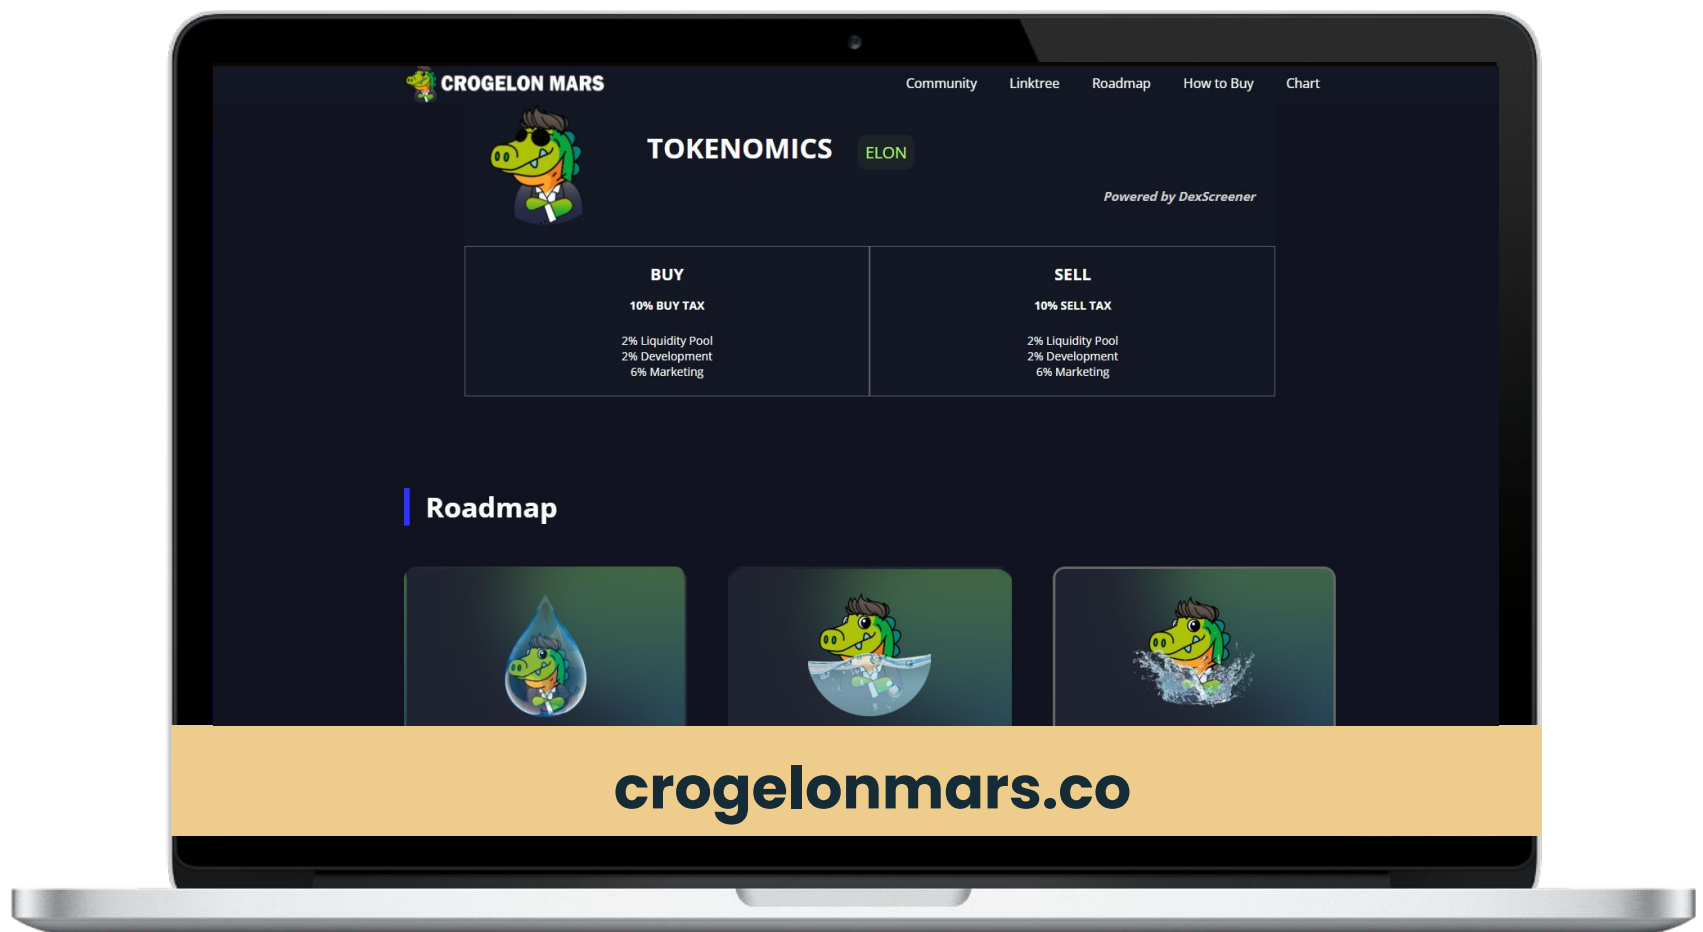 CROGELON MARS
Community Linktree Roadmap How to Buy Chart
TOKENOMICS ELON
Powered by DexScreener
BUY
10% BUY TAX
2% Liquidity Pool
2% Development
6% Marketing
SELL
10% SELL TAX
2% Liquidity Pool
2% Development
6% Marketing
Roadmap
crogelonmars.co